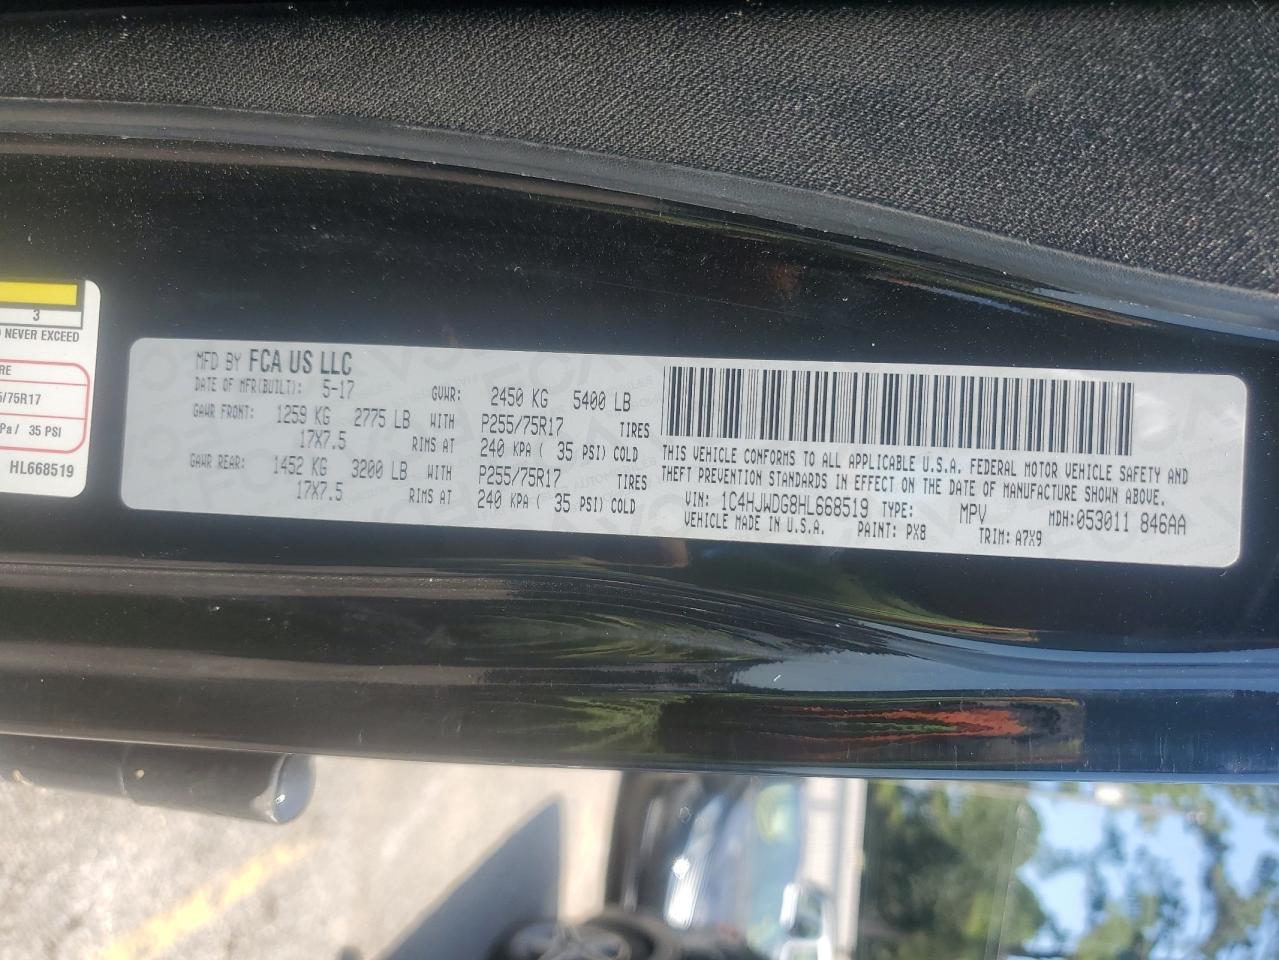 3
NEVER EXCEED
RE
5/75R17
Pa / 35 PSI
HL668519
MFD BY FCA US LLC
DATE OF MFR(BUILT): 5-17 GVWR: 2450 KG 5400 LB
GAWR FRONT: 1259 KG 2775 LB WITH P255/75R17 TIRES
17X7.5 RIMS AT 240 KPA ( 35 PSI) COLD
GAWR REAR: 1452 KG 3200 LB WITH P255/75R17 TIRES
17X7.5 RIMS AT 240 KPA ( 35 PSI) COLD
THIS VEHICLE CONFORMS TO ALL APPLICABLE U.S.A. FEDERAL MOTOR VEHICLE SAFETY AND
THEFT PREVENTION STANDARDS IN EFFECT ON THE DATE OF MANUFACTURE SHOWN ABOVE.
VIN: 1C4HJWDG8HL668519 TYPE: MPV MDH:053011 846AA
VEHICLE MADE IN U.S.A. PAINT: PX8 TRIM: A7X9